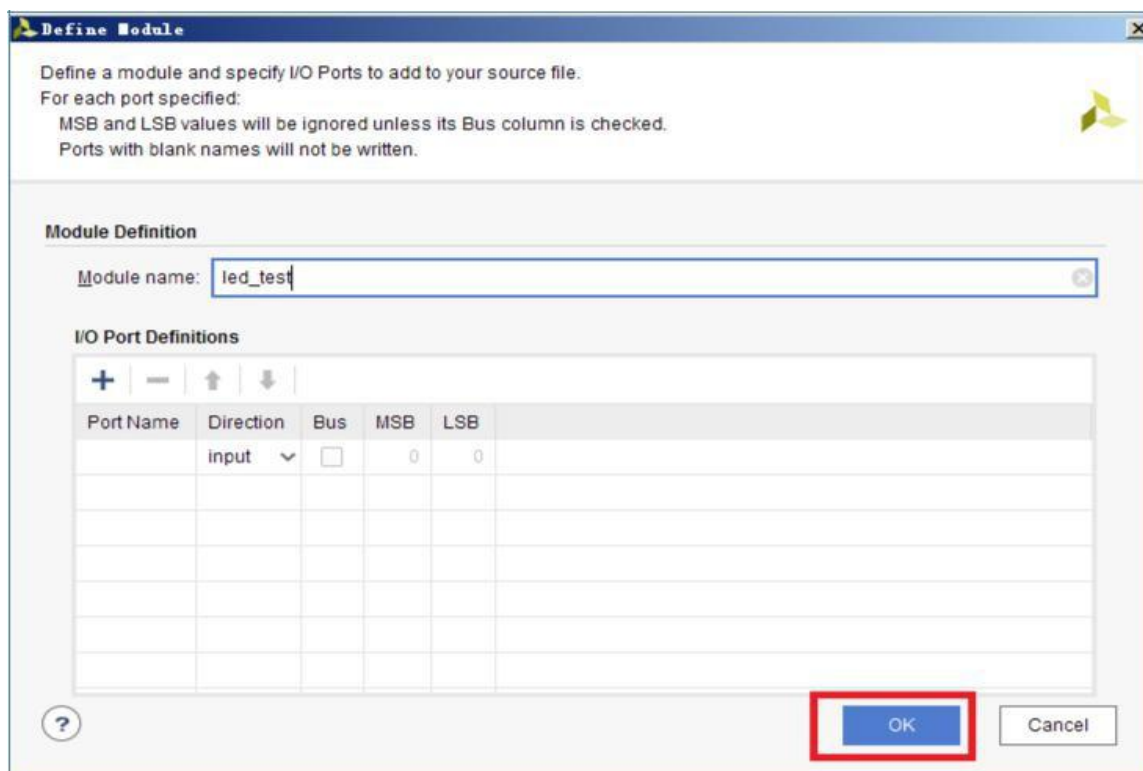 Define Module
Define a module and specify I/O Ports to add to your source file.
For each port specified:
MSB and LSB values will be ignored unless its Bus column is checked.
Ports with blank names will not be written.
Module Definition
Module name: led_test
I/O Port Definitions
Port Name Direction Bus MSB LSB
input 0 0
? OK Cancel